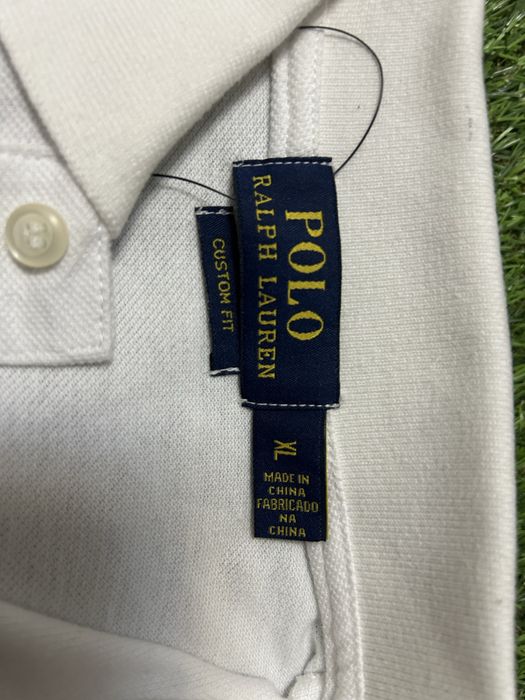 POLO
RALPH LAUREN
CUSTOM FIT
XL
MADE IN
CHINA
FABRICADO
NA
CHINA